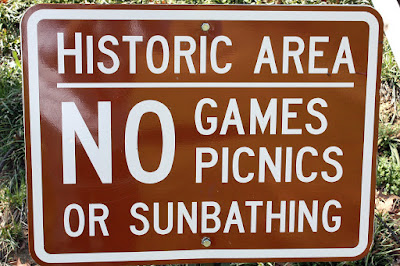 HISTORIC AREA
NO GAMES
PICNICS
OR SUNBATHING